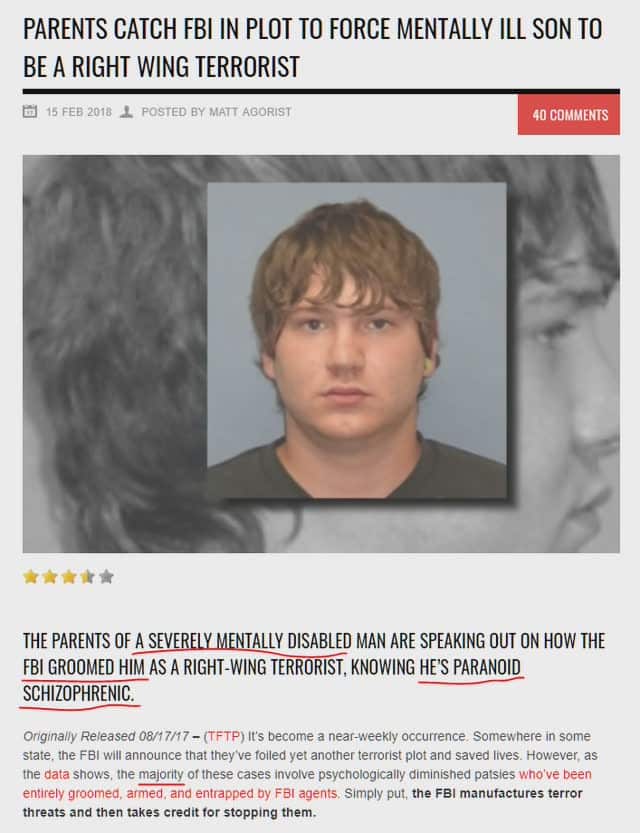 PARENTS CATCH FBI IN PLOT TO FORCE MENTALLY ILL SON TO
BE A RIGHT WING TERRORIST
15 FEB 2018 POSTED BY MATT AGORIST
40 COMMENTS
THE PARENTS OF A SEVERELY MENTALLY DISABLED MAN ARE SPEAKING OUT ON HOW THE
FBI GROOMED HIM AS A RIGHT-WING TERRORIST, KNOWING HE'S PARANOID
SCHIZOPHRENIC.
Originally Released 08/17/17 – (TFTP) It's become a near-weekly occurrence. Somewhere in some
state, the FBI will announce that they've foiled yet another terrorist plot and saved lives. However, as
the data shows, the majority of these cases involve psychologically diminished patsies who've been
entirely groomed, armed, and entrapped by FBI agents. Simply put, the FBI manufactures terror
threats and then takes credit for stopping them.